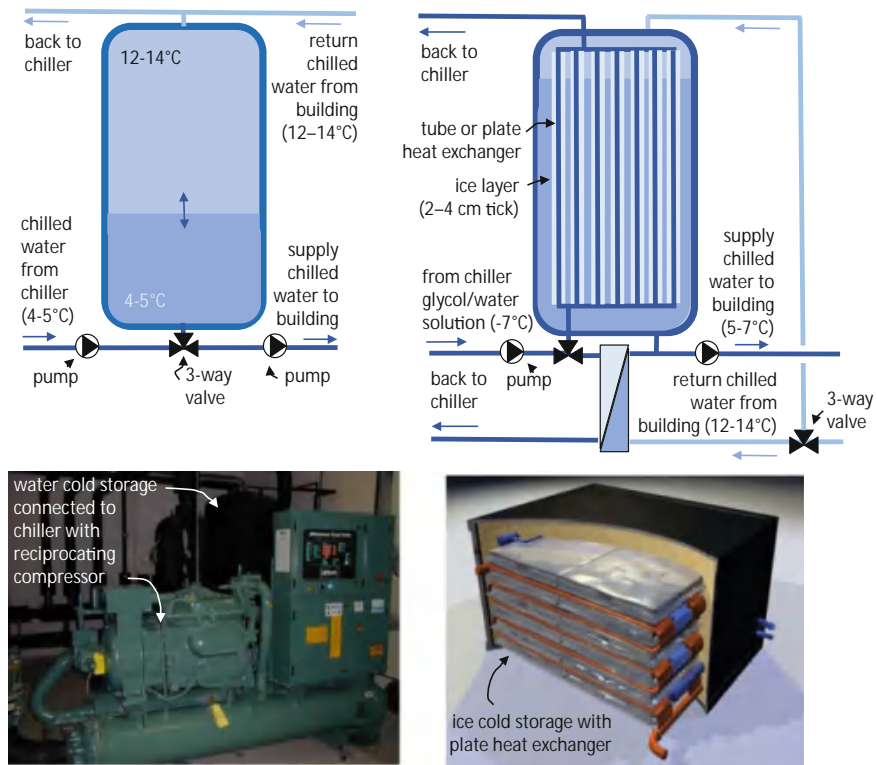 back to
chiller
12-14°C
return
chilled
water from
building
(12–14°C)
chilled
water
from
chiller
(4-5°C)
4-5°C
supply
chilled
water to
building
pump
3-way
valve
pump
back to
chiller
tube or plate
heat exchanger
ice layer
(2–4 cm tick)
from chiller
glycol/water
solution (-7°C)
supply
chilled
water to
building
(5-7°C)
pump
back to
chiller
return chilled
water from
building (12-14°C)
3-way
valve
water cold storage
connected to
chiller with
reciprocating
compressor
ice cold storage with
plate heat exchanger